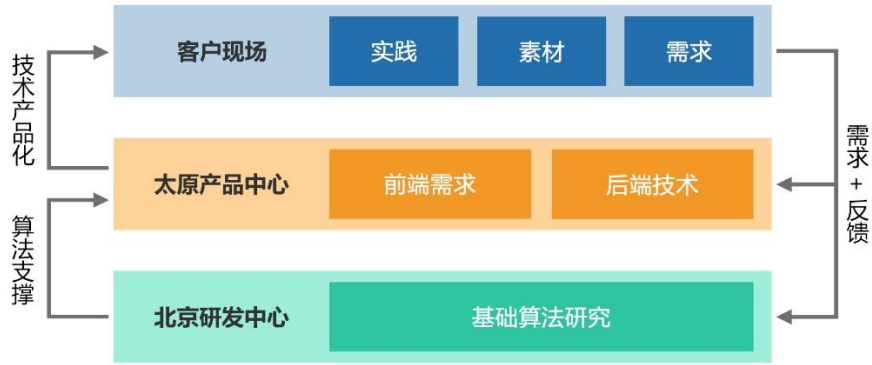 客户现场
实践
素材
需求
技术产品化
太原产品中心
前端需求
后端技术
需求+反馈
算法支撑
北京研发中心
基础算法研究